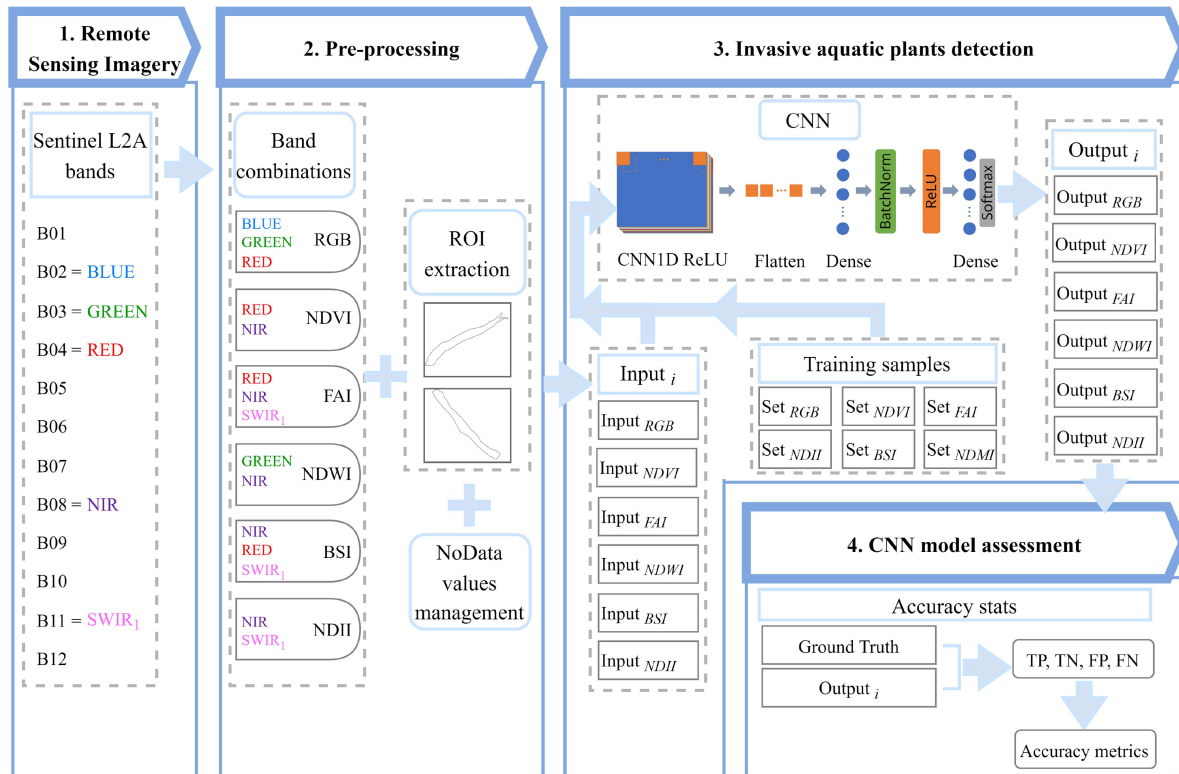 1. Remote
Sensing Imagery
Sentinel L2A
bands
B01
B02 = BLUE
B03 = GREEN
B04 = RED
B05
B06
B07
B08 = NIR
B09
B10
B11 = SWIR₁
B12
2. Pre-processing
Band
combinations
BLUE
GREEN
RED
RGB
RED
NIR
NDVI
RED
NIR
SWIR₁
FAI
GREEN
NIR
NDWI
NIR
RED
SWIR₁
BSI
NIR
SWIR₁
NDII
ROI
extraction
NoData
values
management
3. Invasive aquatic plants detection
CNN
BatchNorm
ReLU
Softmax
CNN1D ReLU
Flatten
Dense
Dense
Input i
Input RGB
Input NDVI
Input FAI
Input NDWI
Input BSI
Input NDII
Training samples
Set RGB
Set NDVI
Set FAI
Set NDII
Set BSI
Set NDMI
Output i
Output RGB
Output NDVI
Output FAI
Output NDWI
Output BSI
Output NDII
4. CNN model assessment
Accuracy stats
Ground Truth
Output i
TP, TN, FP, FN
Accuracy metrics